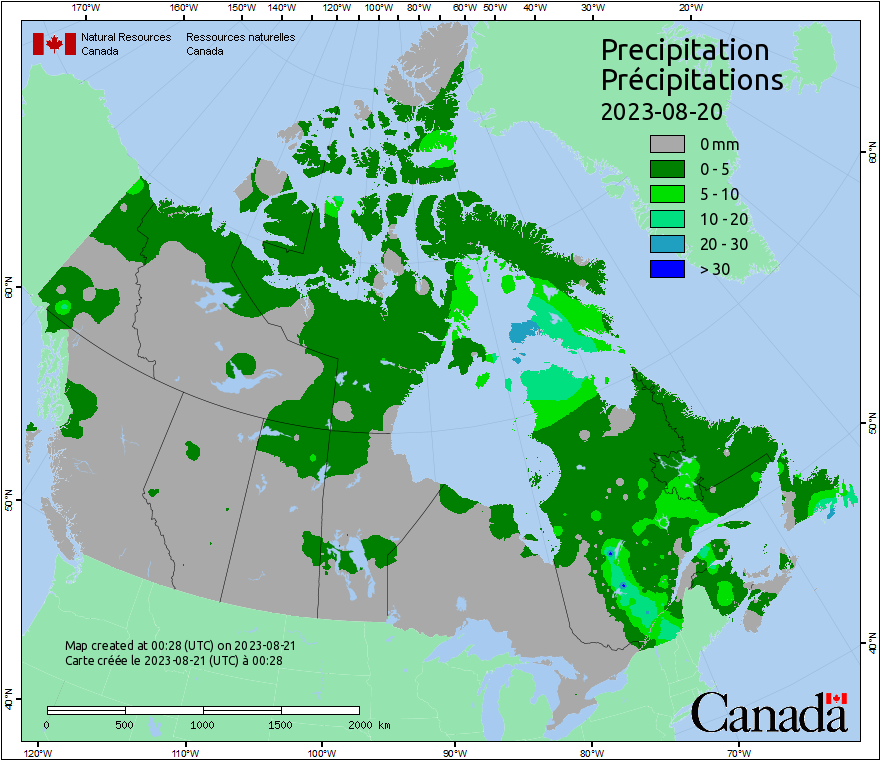 170°W 160°W 150°W 140°W 120°W 100°W 80°W 60°W 50°W 40°W 30°W 20°W
Natural Resources Ressources naturelles
Canada Canada
Precipitation
Précipitations
2023-08-20
0 mm
0 - 5
5 - 10
10 - 20
20 - 30
> 30
60°N
60°N
50°N
50°N
40°N
40°N
Map created at 00:28 (UTC) on 2023-08-21
Carte créée le 2023-08-21 (UTC) à 00:28
0 500 1000 1500 2000 km
Canada
120°W 110°W 100°W 90°W 80°W 70°W